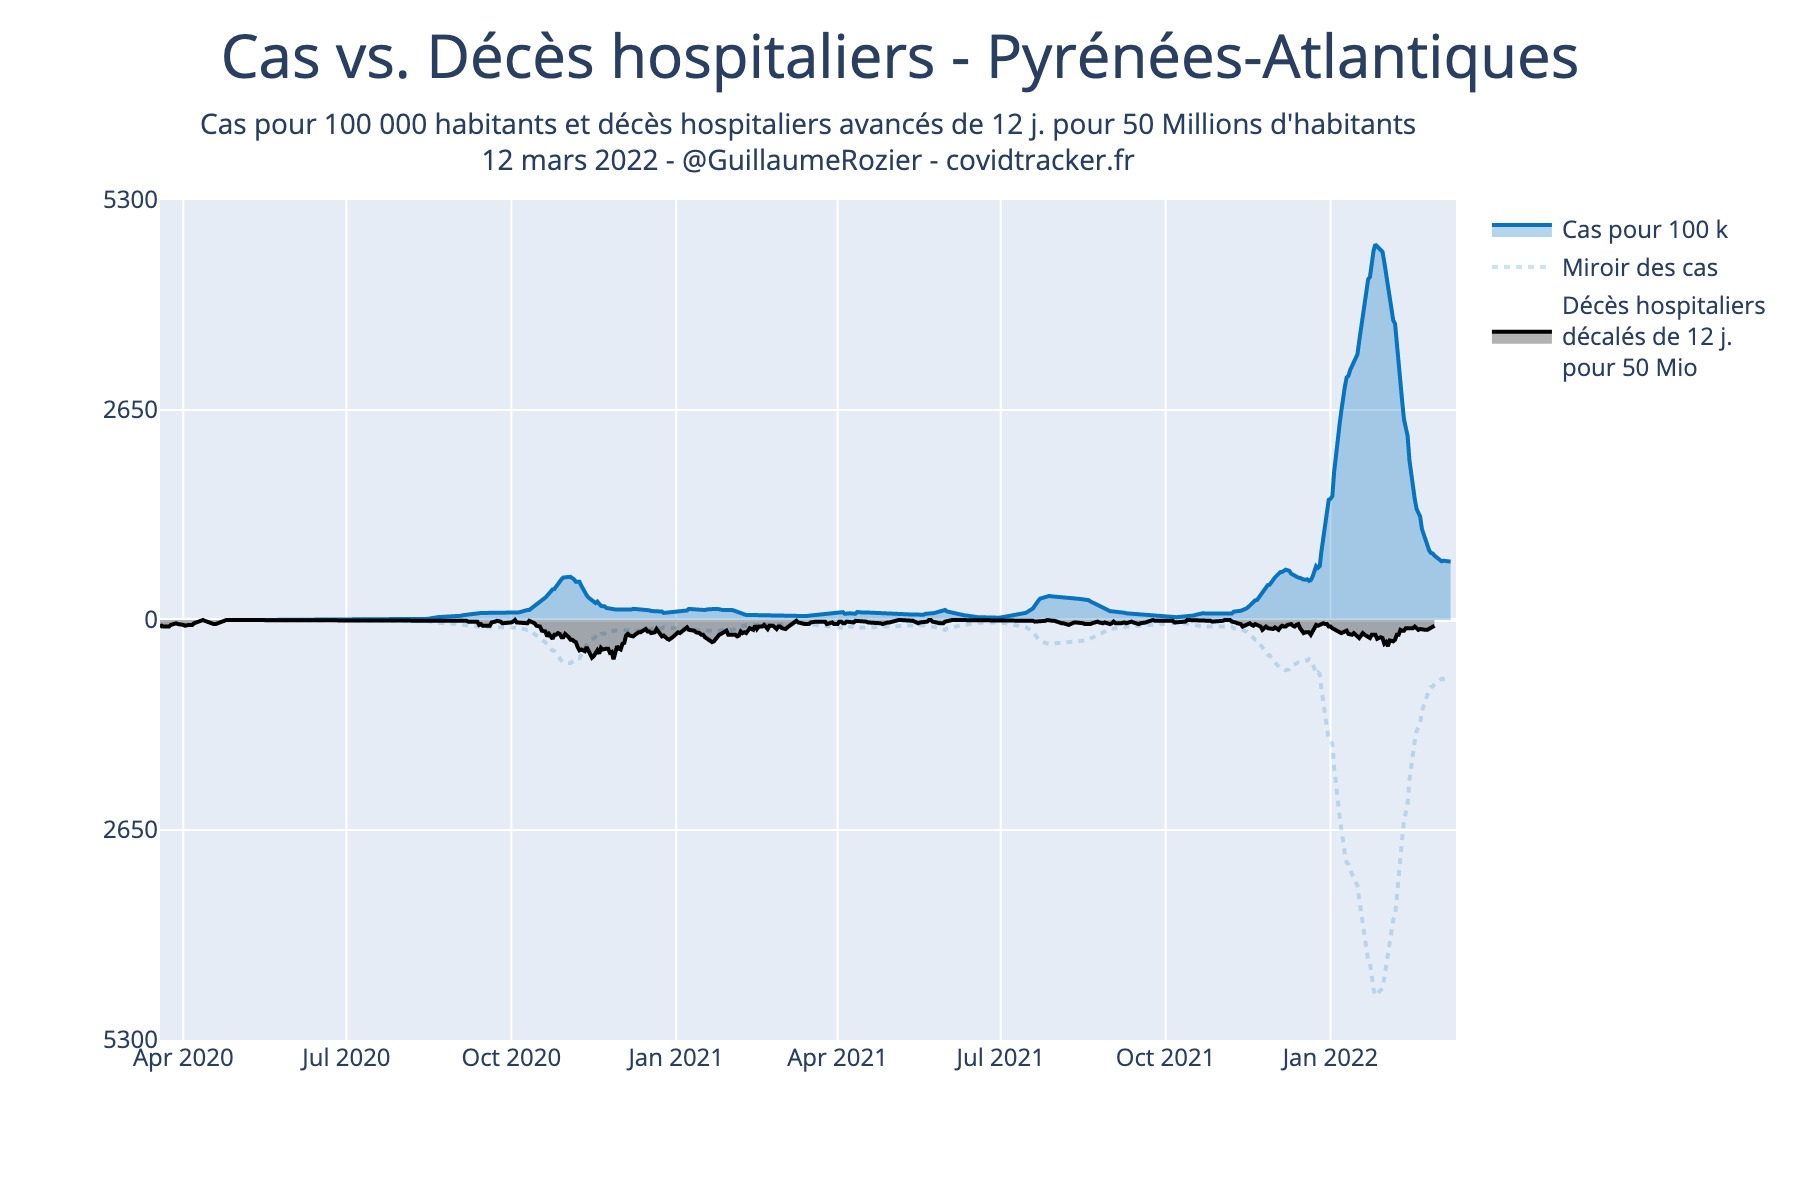 Cas vs. Décès hospitaliers - Pyrénées-Atlantiques
Cas pour 100 000 habitants et décès hospitaliers avancés de 12 j. pour 50 Millions d'habitants
12 mars 2022 - @GuillaumeRozier - covidtracker.fr
5300
2650
0
2650
5300
Apr 2020
Jul 2020
Oct 2020
Jan 2021
Apr 2021
Jul 2021
Oct 2021
Jan 2022
Cas pour 100 k
Miroir des cas
Décès hospitaliers
décalés de 12 j.
pour 50 Mio